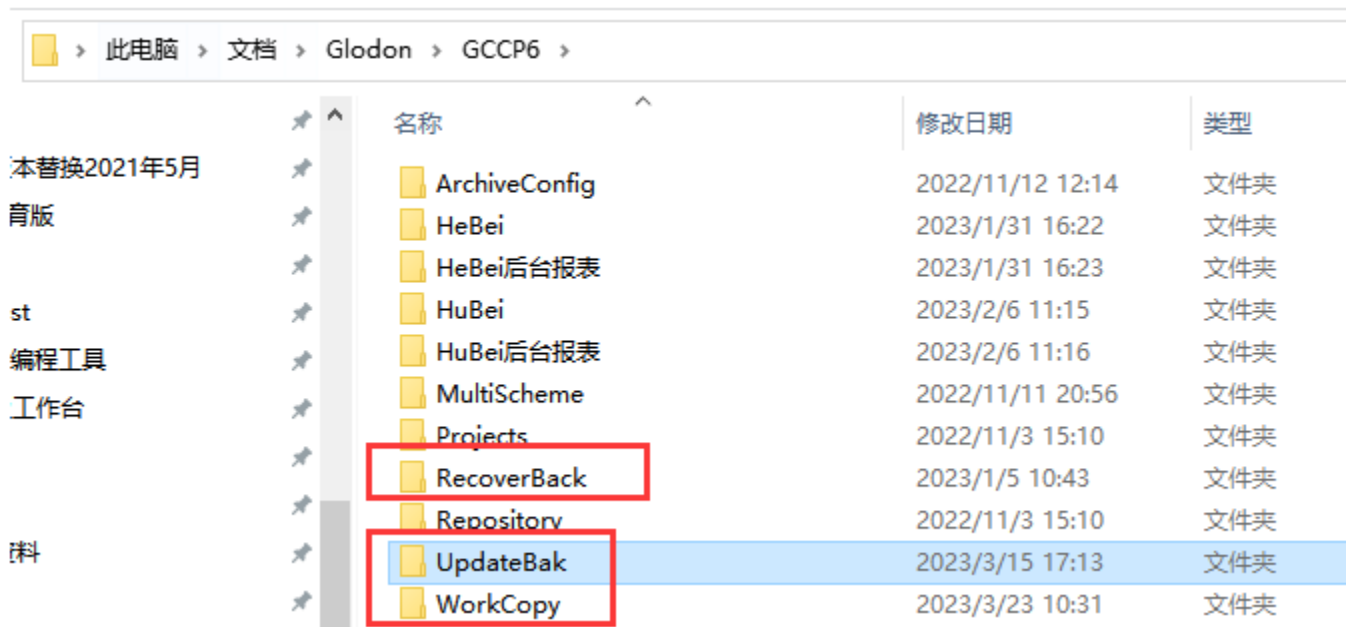 此电脑 文档 Glodon GCCP6
名称 修改日期 类型
本替换2021年5月
育版
st
编程工具
工作台
ArchiveConfig 2022/11/12 12:14 文件夹
HeBei 2023/1/31 16:22 文件夹
HeBei后台报表 2023/1/31 16:23 文件夹
HuBei 2023/2/6 11:15 文件夹
HuBei后台报表 2023/2/6 11:16 文件夹
MultiScheme 2022/11/11 20:56 文件夹
Projects 2022/11/3 15:10 文件夹
RecoverBack 2023/1/5 10:43 文件夹
Repository 2022/11/3 15:10 文件夹
UpdateBak 2023/3/15 17:13 文件夹
WorkCopy 2023/3/23 10:31 文件夹